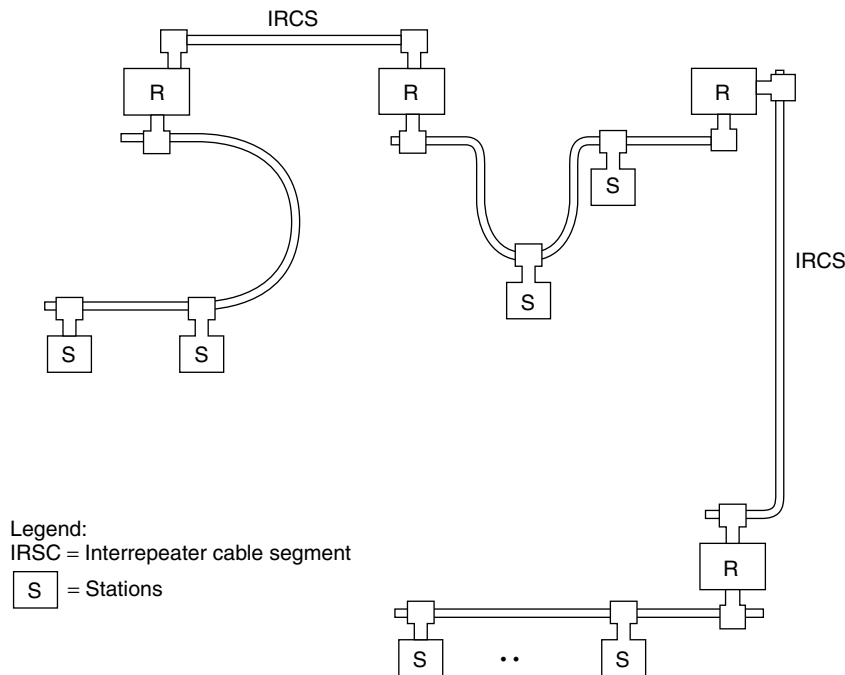 IRCS
R
R
R
S
S
IRCS
S
S
R
Legend:
IRSC = Interrepeater cable segment
S = Stations
S
..
S